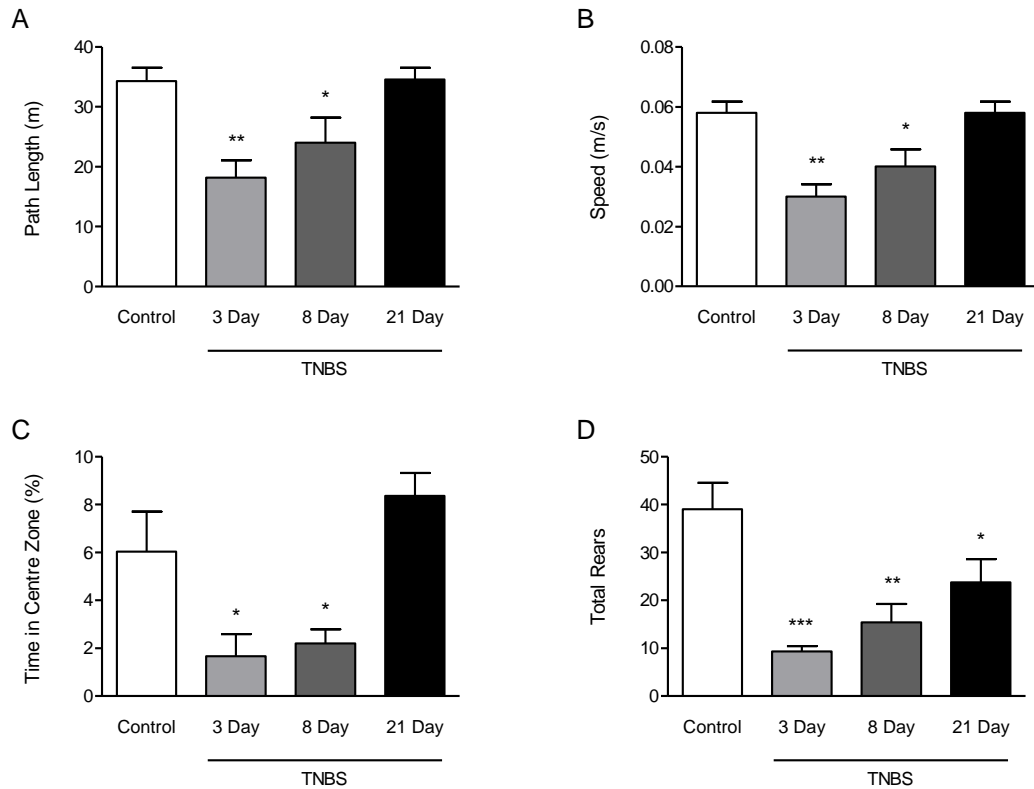 A
Path Length (m)
40
30
20
10
0
**
*
Control 3 Day 8 Day 21 Day
TNBS
B
Speed (m/s)
0.08
0.06
0.04
0.02
0.00
**
*
Control 3 Day 8 Day 21 Day
TNBS
C
Time in Centre Zone (%)
10
8
6
4
2
0
*
*
Control 3 Day 8 Day 21 Day
TNBS
D
Total Rears
50
40
30
20
10
0
***
**
*
Control 3 Day 8 Day 21 Day
TNBS